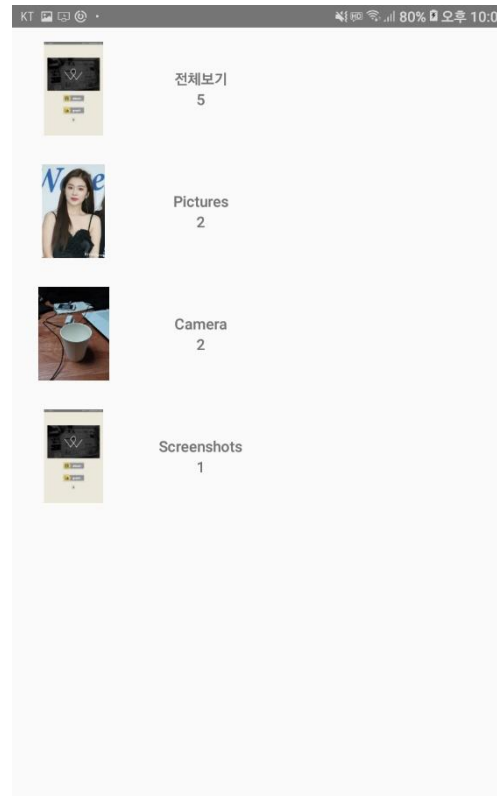 KT 80% 오후 10:0
전체보기
5
Pictures
2
Camera
2
Screenshots
1